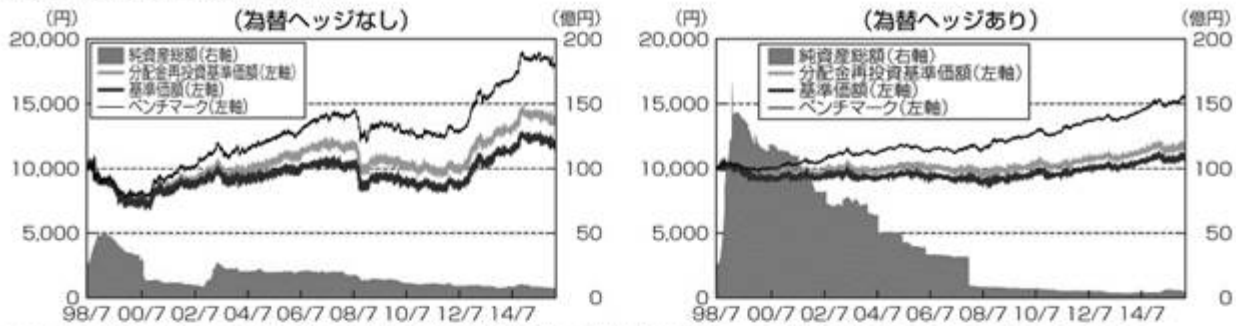 (円) (為替ヘッジなし) (億円)
20,000 200
純資産総額(右軸)
分配金再投資基準価額(左軸)
基準価額(左軸)
ベンチマーク(左軸)
15,000 150
10,000 100
5,000 50
0 0
98/7 00/7 02/7 04/7 06/7 08/7 10/7 12/7 14/7
(円) (為替ヘッジあり) (億円)
20,000 200
純資産総額(右軸)
分配金再投資基準価額(左軸)
基準価額(左軸)
ベンチマーク(左軸)
15,000 150
10,000 100
5,000 50
0 0
98/7 00/7 02/7 04/7 06/7 08/7 10/7 12/7 14/7